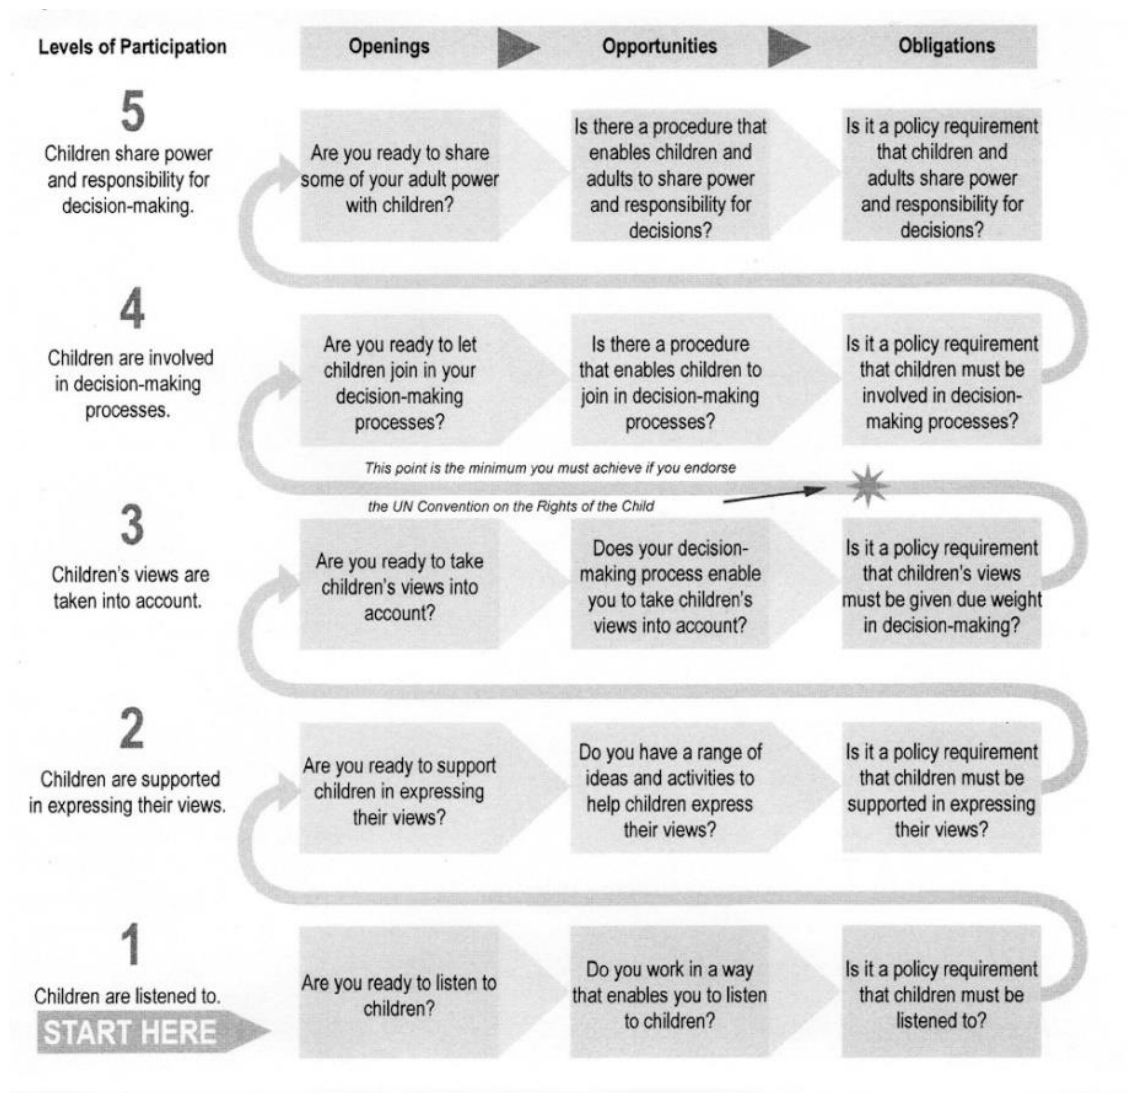 Levels of Participation
Openings
Opportunities
Obligations
5
Children share power
and responsibility for
decision-making.
Are you ready to share
some of your adult power
with children?
Is there a procedure that
enables children and
adults to share power
and responsibility for
decisions?
Is it a policy requirement
that children and
adults share power
and responsibility for
decisions?
4
Children are involved
in decision-making
processes.
Are you ready to let
children join in your
decision-making
processes?
Is there a procedure
that enables children to
join in decision-making
processes?
Is it a policy requirement
that children must be
involved in decision-
making processes?
This point is the minimum you must achieve if you endorse
the UN Convention on the Rights of the Child
3
Children's views are
taken into account.
Are you ready to take
children's views into
account?
Does your decision-
making process enable
you to take children's
views into account?
Is it a policy requirement
that children's views
must be given due weight
in decision-making?
2
Children are supported
in expressing their views.
Are you ready to support
children in expressing
their views?
Do you have a range of
ideas and activities to
help children express
their views?
Is it a policy requirement
that children must be
supported in expressing
their views?
1
Children are listened to.
START HERE
Are you ready to listen to
children?
Do you work in a way
that enables you to listen
to children?
Is it a policy requirement
that children must be
listened to?